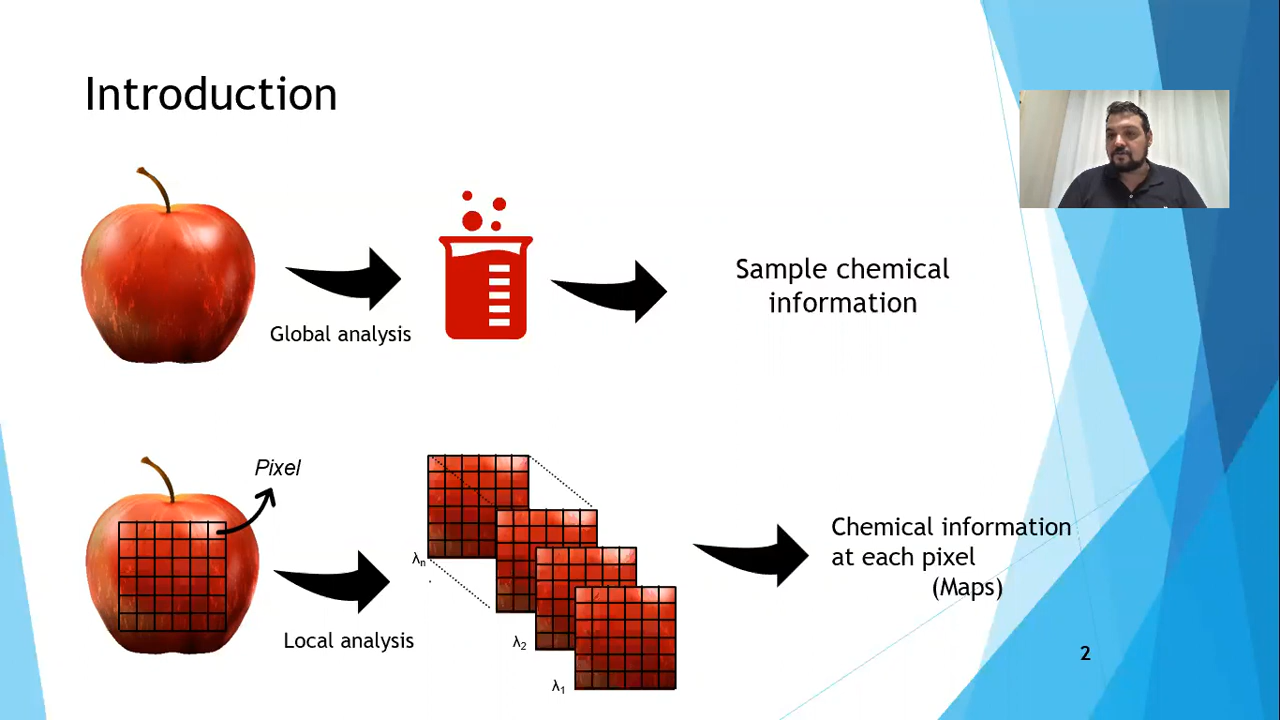 Introduction
Sample chemical
information
Global analysis
Pixel
λn
Chemical information
at each pixel
(Maps)
Local analysis
λ2
λ1
2